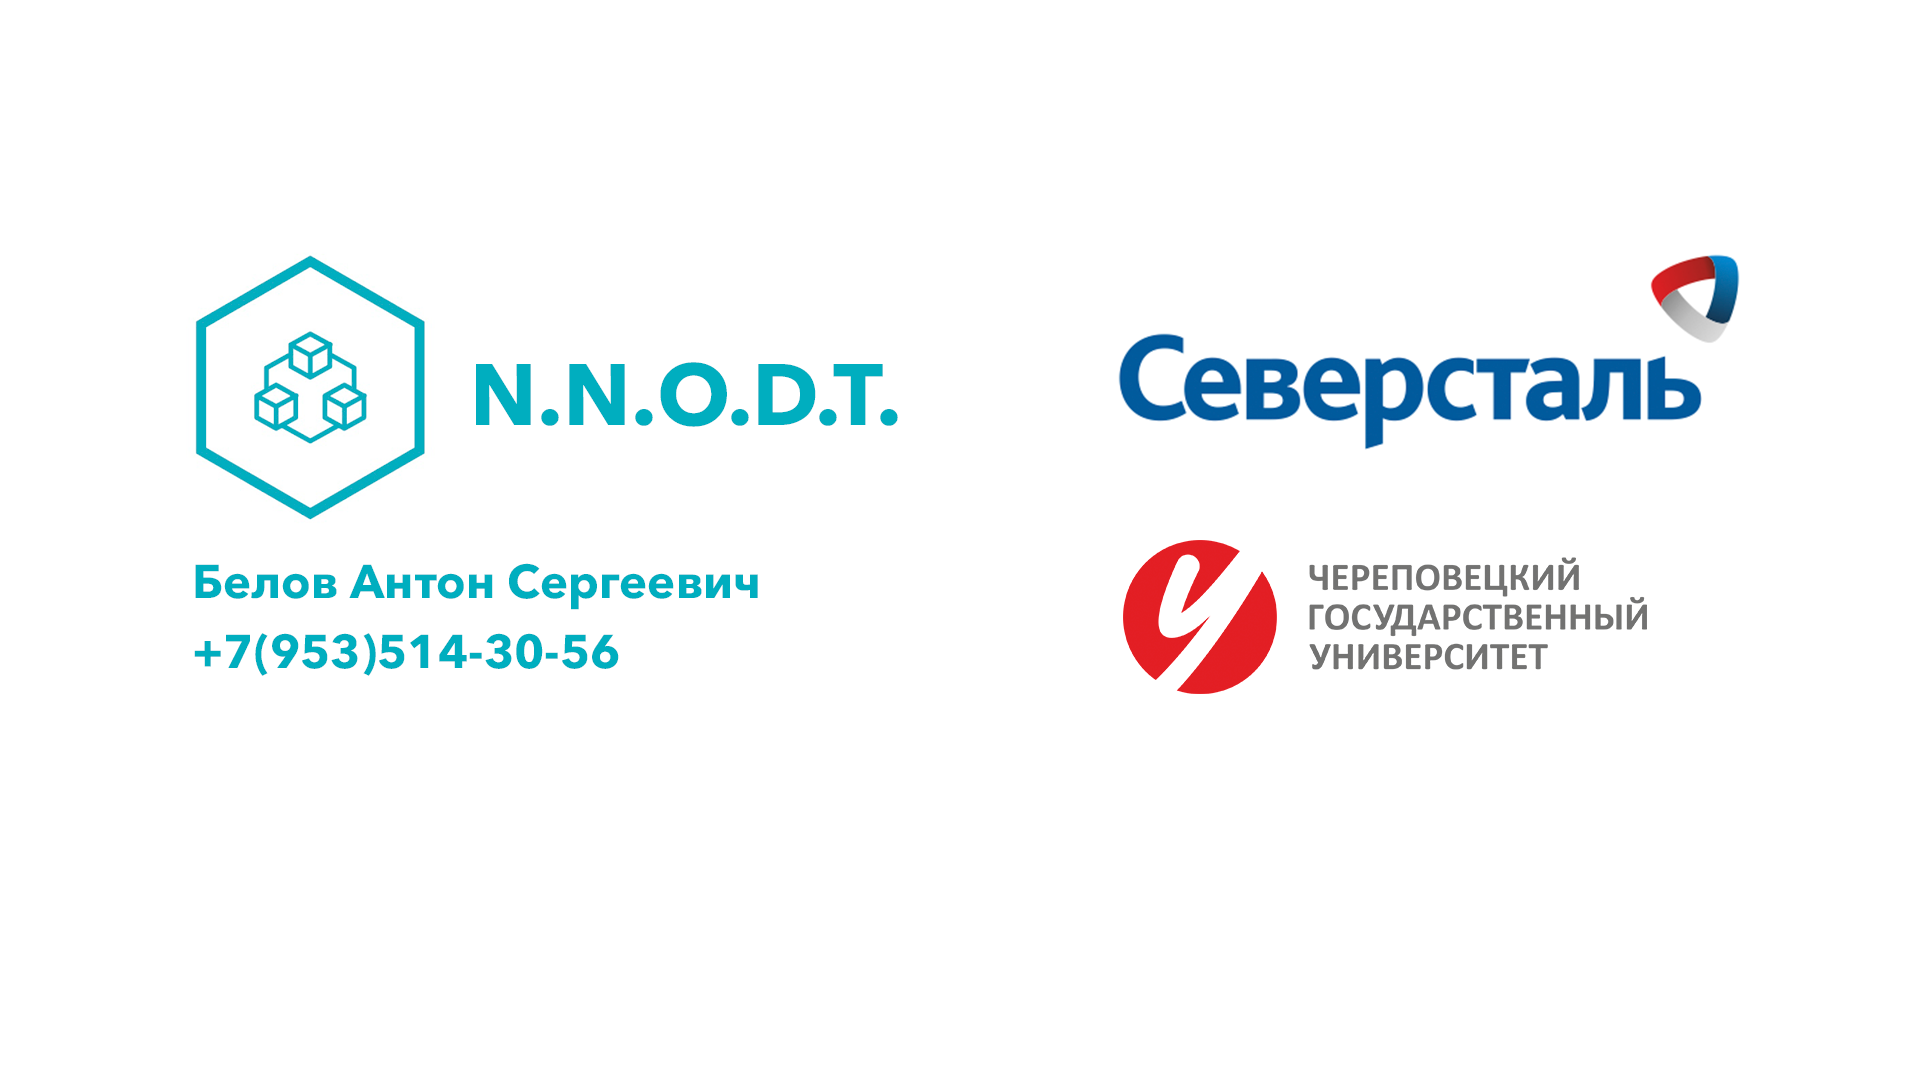 N.N.O.D.T.
Белов Антон Сергеевич
+7(953)514-30-56
Северсталь
ЧЕРЕПОВЕЦКИЙ
ГОСУДАРСТВЕННЫЙ
УНИВЕРСИТЕТ